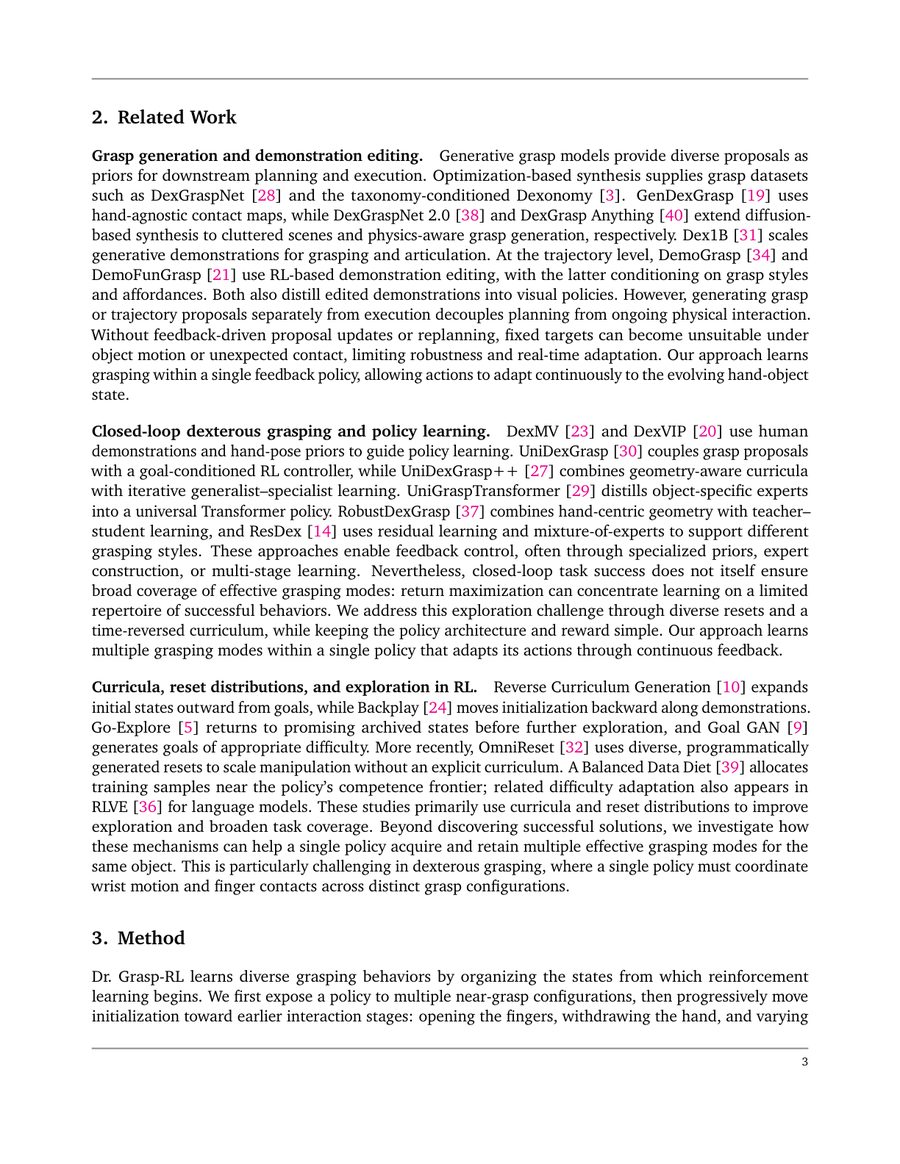 2. Related Work
Grasp generation and demonstration editing. Generative grasp models provide diverse proposals as
priors for downstream planning and execution. Optimization-based synthesis supplies grasp datasets
such as DexGraspNet [28] and the taxonomy-conditioned Dexonomy [3]. GenDexGrasp [19] uses
hand-agnostic contact maps, while DexGraspNet 2.0 [38] and DexGrasp Anything [40] extend diffusion-
based synthesis to cluttered scenes and physics-aware grasp generation, respectively. Dex1B [31] scales
generative demonstrations for grasping and articulation. At the trajectory level, DemoGrasp [34] and
DemoFunGrasp [21] use RL-based demonstration editing, with the latter conditioning on grasp styles
and affordances. Both also distill edited demonstrations into visual policies. However, generating grasp
or trajectory proposals separately from execution decouples planning from ongoing physical interaction.
Without feedback-driven proposal updates or replanning, fixed targets can become unsuitable under
object motion or unexpected contact, limiting robustness and real-time adaptation. Our approach learns
grasping within a single feedback policy, allowing actions to adapt continuously to the evolving hand-object
state.
Closed-loop dexterous grasping and policy learning. DexMV [23] and DexVIP [20] use human
demonstrations and hand-pose priors to guide policy learning. UniDexGrasp [30] couples grasp proposals
with a goal-conditioned RL controller, while UniDexGrasp++ [27] combines geometry-aware curricula
with iterative generalist–specialist learning. UniGraspTransformer [29] distills object-specific experts
into a universal Transformer policy. RobustDexGrasp [37] combines hand-centric geometry with teacher–
student learning, and ResDex [14] uses residual learning and mixture-of-experts to support different
grasping styles. These approaches enable feedback control, often through specialized priors, expert
construction, or multi-stage learning. Nevertheless, closed-loop task success does not itself ensure
broad coverage of effective grasping modes: return maximization can concentrate learning on a limited
repertoire of successful behaviors. We address this exploration challenge through diverse resets and a
time-reversed curriculum, while keeping the policy architecture and reward simple. Our approach learns
multiple grasping modes within a single policy that adapts its actions through continuous feedback.
Curricula, reset distributions, and exploration in RL. Reverse Curriculum Generation [10] expands
initial states outward from goals, while Backplay [24] moves initialization backward along demonstrations.
Go-Explore [5] returns to promising archived states before further exploration, and Goal GAN [9]
generates goals of appropriate difficulty. More recently, OmniReset [32] uses diverse, programmatically
generated resets to scale manipulation without an explicit curriculum. A Balanced Data Diet [39] allocates
training samples near the policy's competence frontier; related difficulty adaptation also appears in
RLVE [36] for language models. These studies primarily use curricula and reset distributions to improve
exploration and broaden task coverage. Beyond discovering successful solutions, we investigate how
these mechanisms can help a single policy acquire and retain multiple effective grasping modes for the
same object. This is particularly challenging in dexterous grasping, where a single policy must coordinate
wrist motion and finger contacts across distinct grasp configurations.
3. Method
Dr. Grasp-RL learns diverse grasping behaviors by organizing the states from which reinforcement
learning begins. We first expose a policy to multiple near-grasp configurations, then progressively move
initialization toward earlier interaction stages: opening the fingers, withdrawing the hand, and varying
3